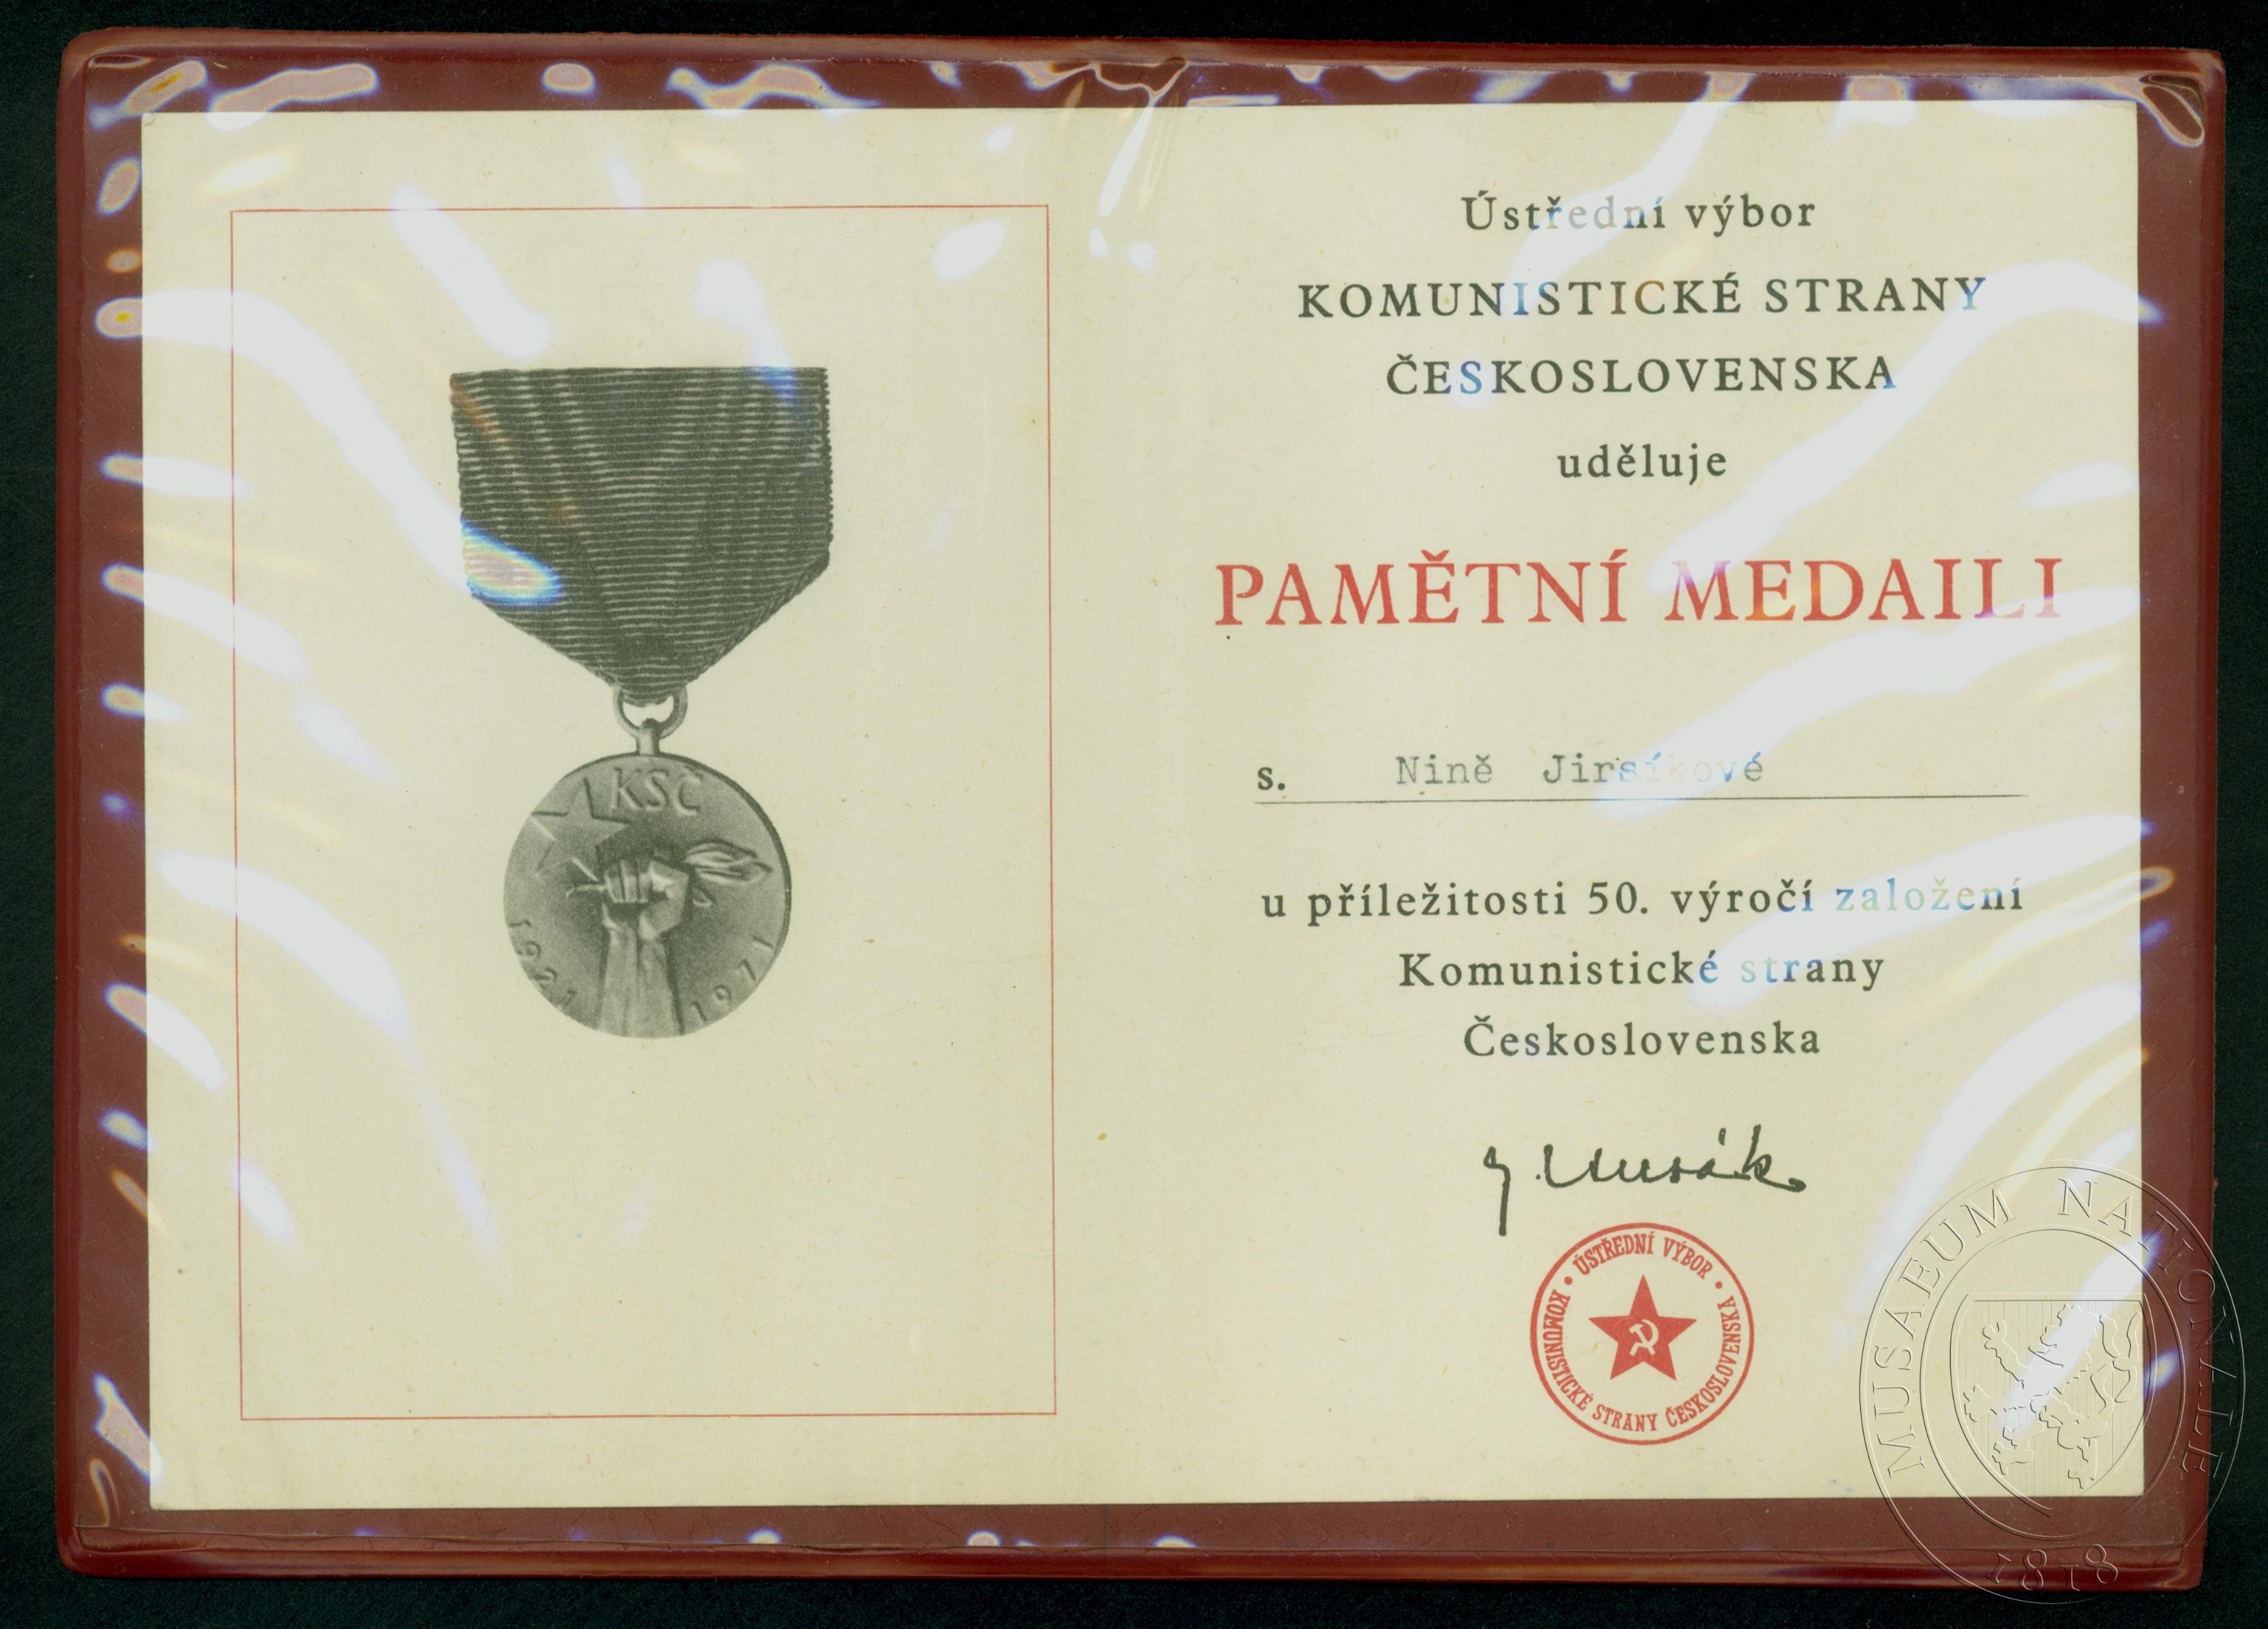 KSČ
1921 1971
Ústřední výbor
KOMUNISTICKÉ STRANY
ČESKOSLOVENSKA
uděluje
PAMĚTNÍ MEDAILI
s. Nině Jirsíkové
u příležitosti 50. výročí založení
Komunistické strany
Československa
G. Husák
• ÚSTŘEDNÍ VÝBOR • KOMUNISTICKÉ STRANY ČESKOSLOVENSKA
MUSAEUM NATIONALE
1818